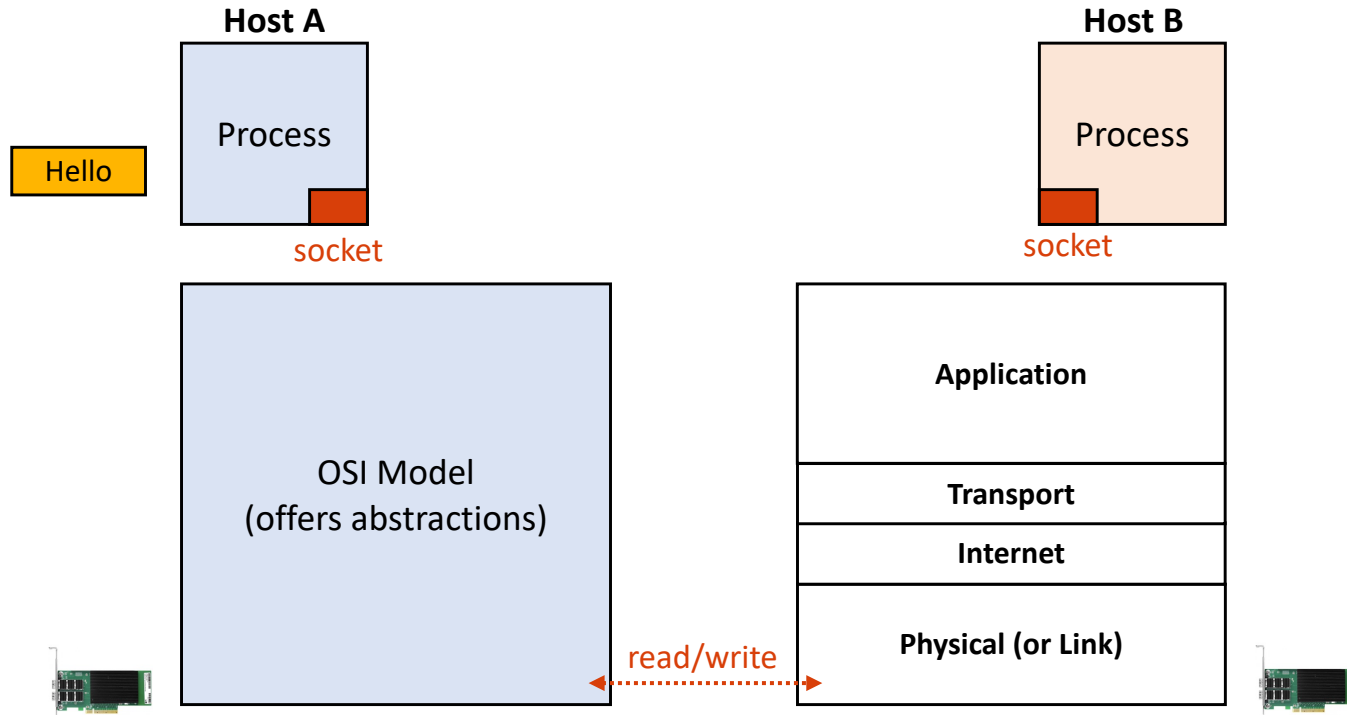 Host A
Host B
Process
Process
Hello
socket
socket
OSI Model
(offers abstractions)
Application
Transport
Internet
Physical (or Link)
read/write